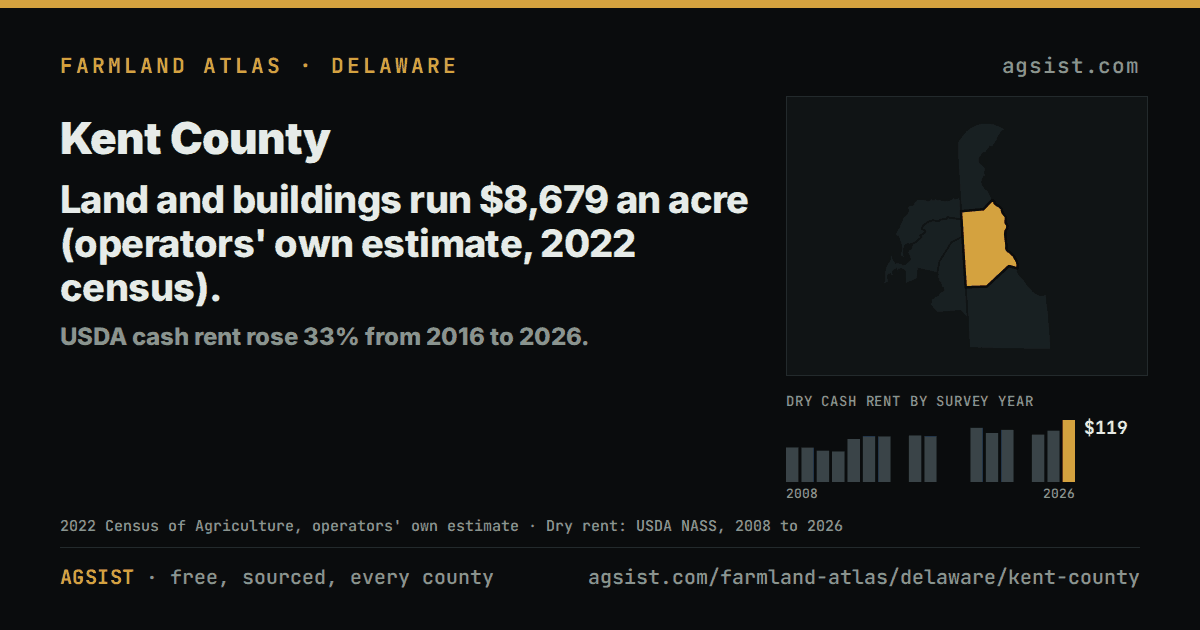 FARMLAND ATLAS · DELAWARE
agsist.com
Kent County
Land and buildings run $8,679 an acre
(operators' own estimate, 2022
census).
USDA cash rent rose 33% from 2016 to 2026.
DRY CASH RENT BY SURVEY YEAR
$119
2008
2026
2022 Census of Agriculture, operators' own estimate · Dry rent: USDA NASS, 2008 to 2026
AGSIST · free, sourced, every county
agsist.com/farmland-atlas/delaware/kent-county